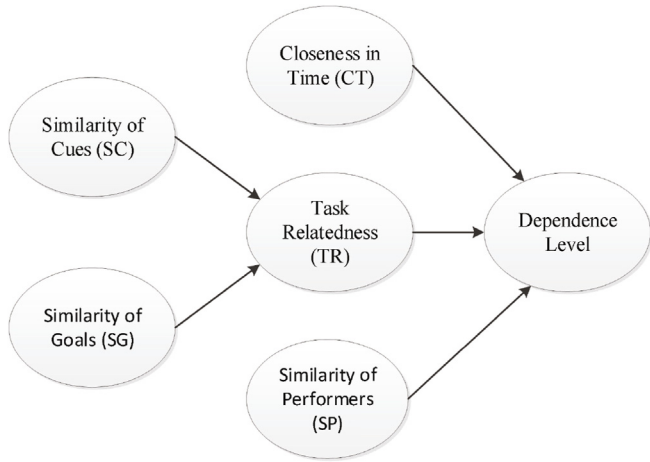 Closeness in
Time (CT)
Similarity of
Cues (SC)
Task
Relatedness
(TR)
Dependence
Level
Similarity of
Goals (SG)
Similarity of
Performers
(SP)